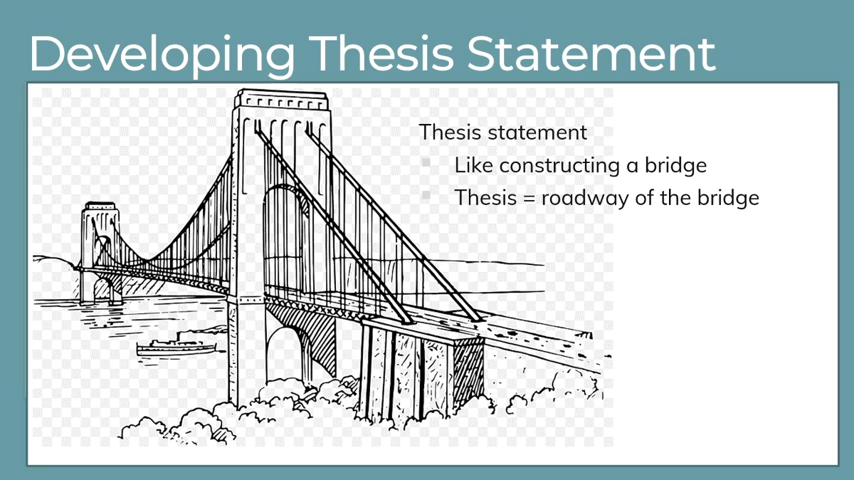 Developing Thesis Statement
Thesis statement
Like constructing a bridge
Thesis = roadway of the bridge